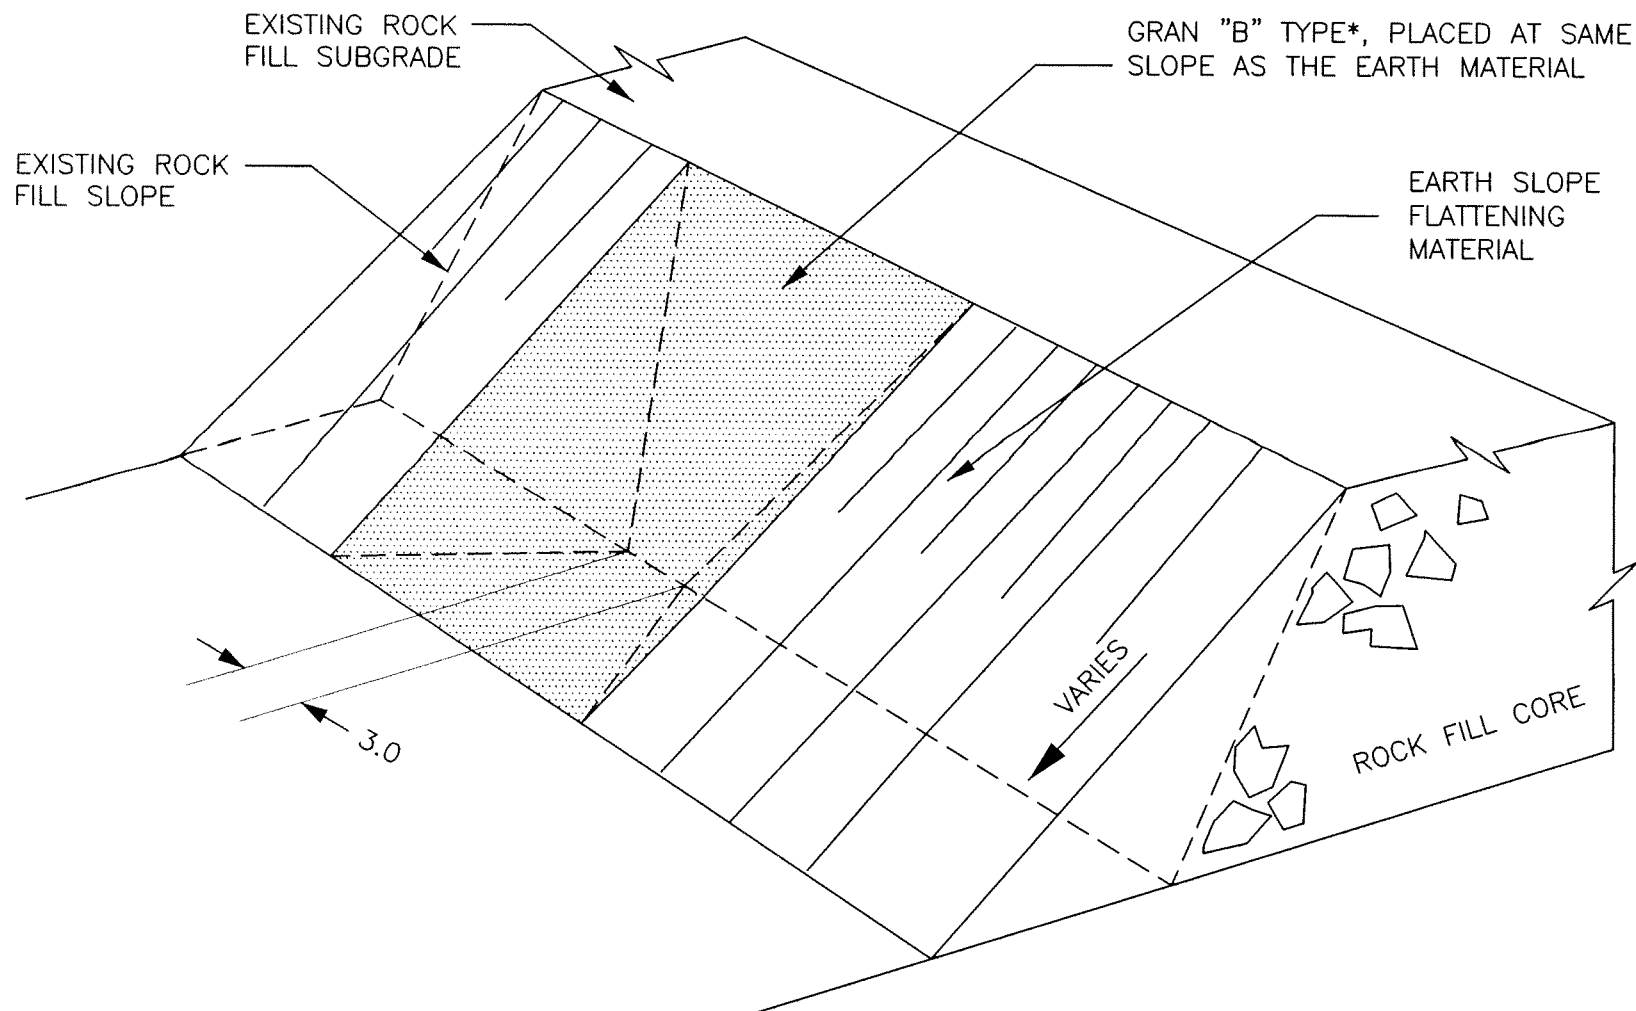 EXISTING ROCK
FILL SUBGRADE
GRAN "B" TYPE*, PLACED AT SAME
SLOPE AS THE EARTH MATERIAL
EXISTING ROCK
FILL SLOPE
EARTH SLOPE
FLATTENING
MATERIAL
VARIES
3.0
ROCK FILL CORE